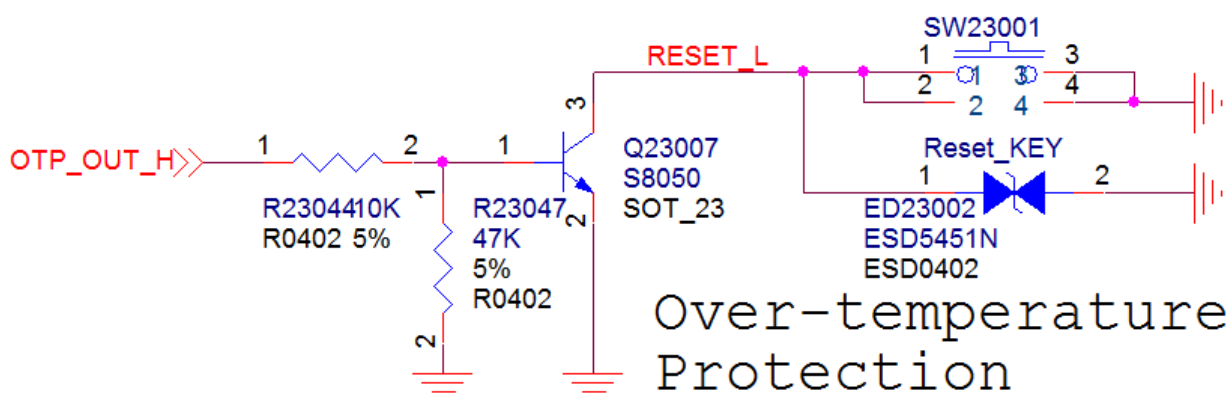 SW23001
RESET_L
1
3
1
3
2
4
2
4
3
OTP_OUT_H
1
2
1
Q23007
S8050
SOT_23
Reset_KEY
1
2
R2304410K
R0402 5%
1
R23047
47K
5%
R0402
2
2
ED23002
ESD5451N
ESD0402
Over-temperature
Protection